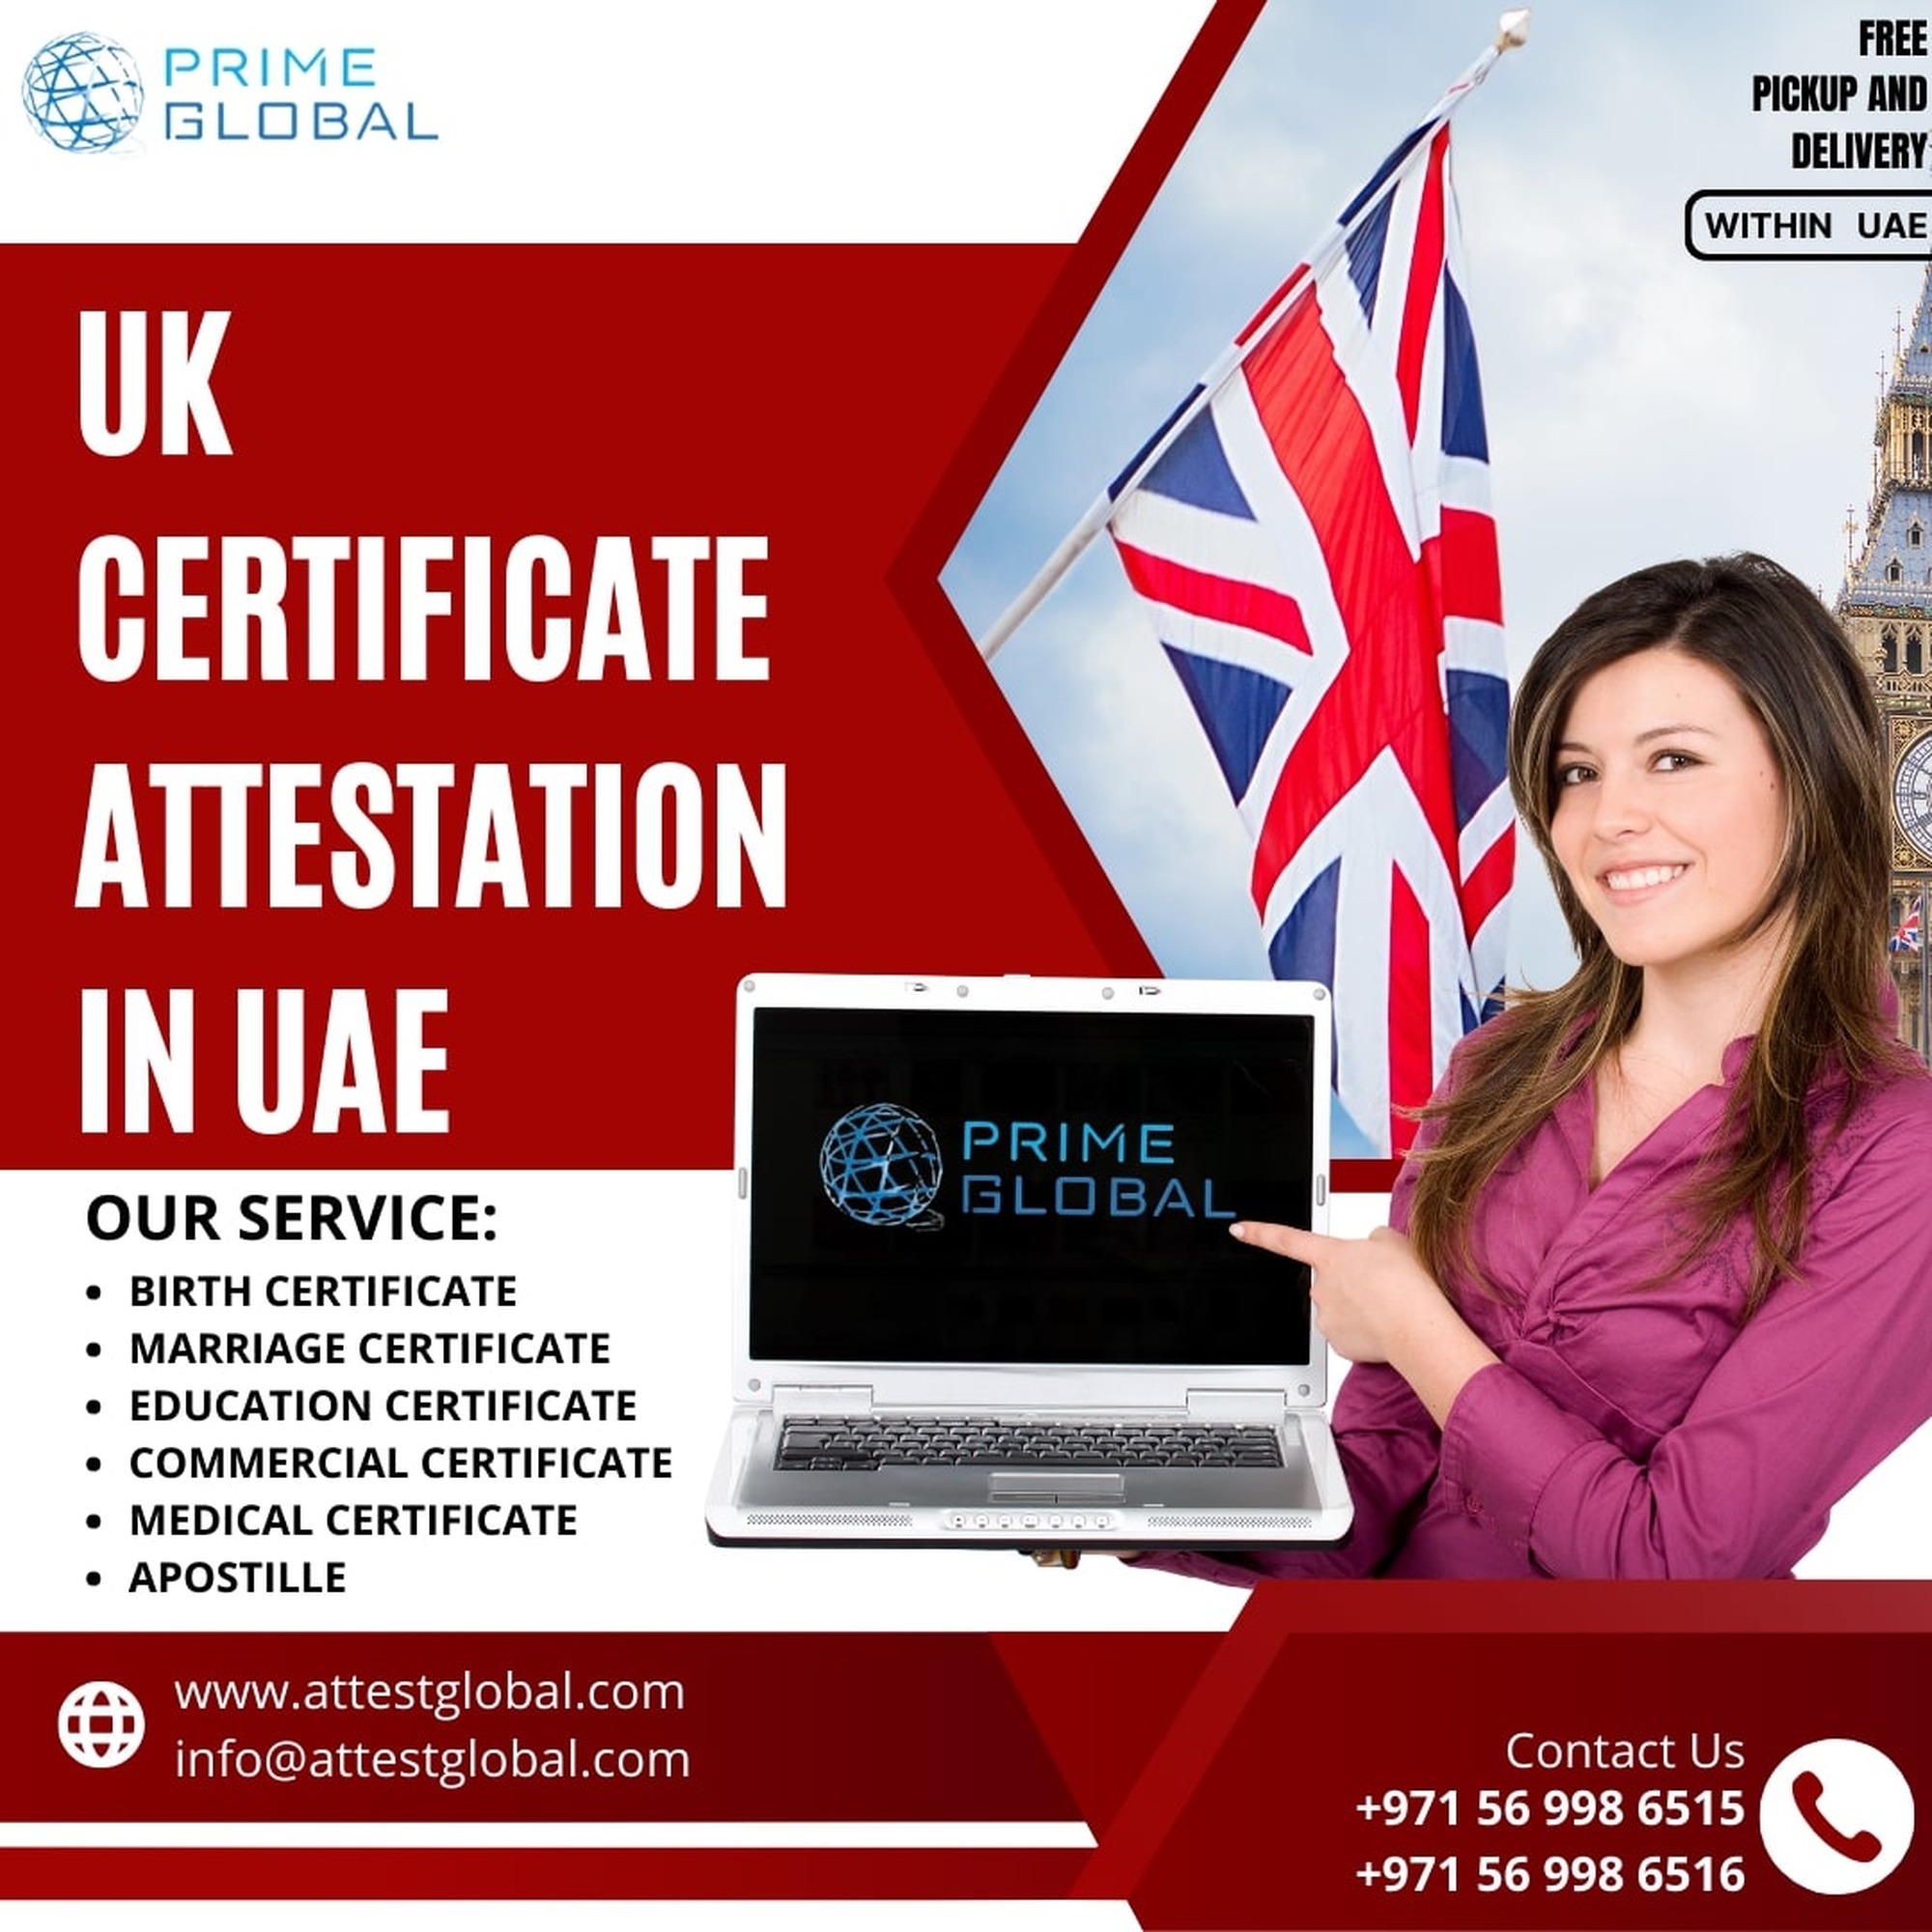 PRIME
GLOBAL
FREE
PICKUP AND
DELIVERY
WITHIN UAE
UK
CERTIFICATE
ATTESTATION
IN UAE
PRIME
GLOBAL
OUR SERVICE:
• BIRTH CERTIFICATE
• MARRIAGE CERTIFICATE
• EDUCATION CERTIFICATE
• COMMERCIAL CERTIFICATE
• MEDICAL CERTIFICATE
• APOSTILLE
www.attestglobal.com
info@attestglobal.com
Contact Us
+971 56 998 6515
+971 56 998 6516